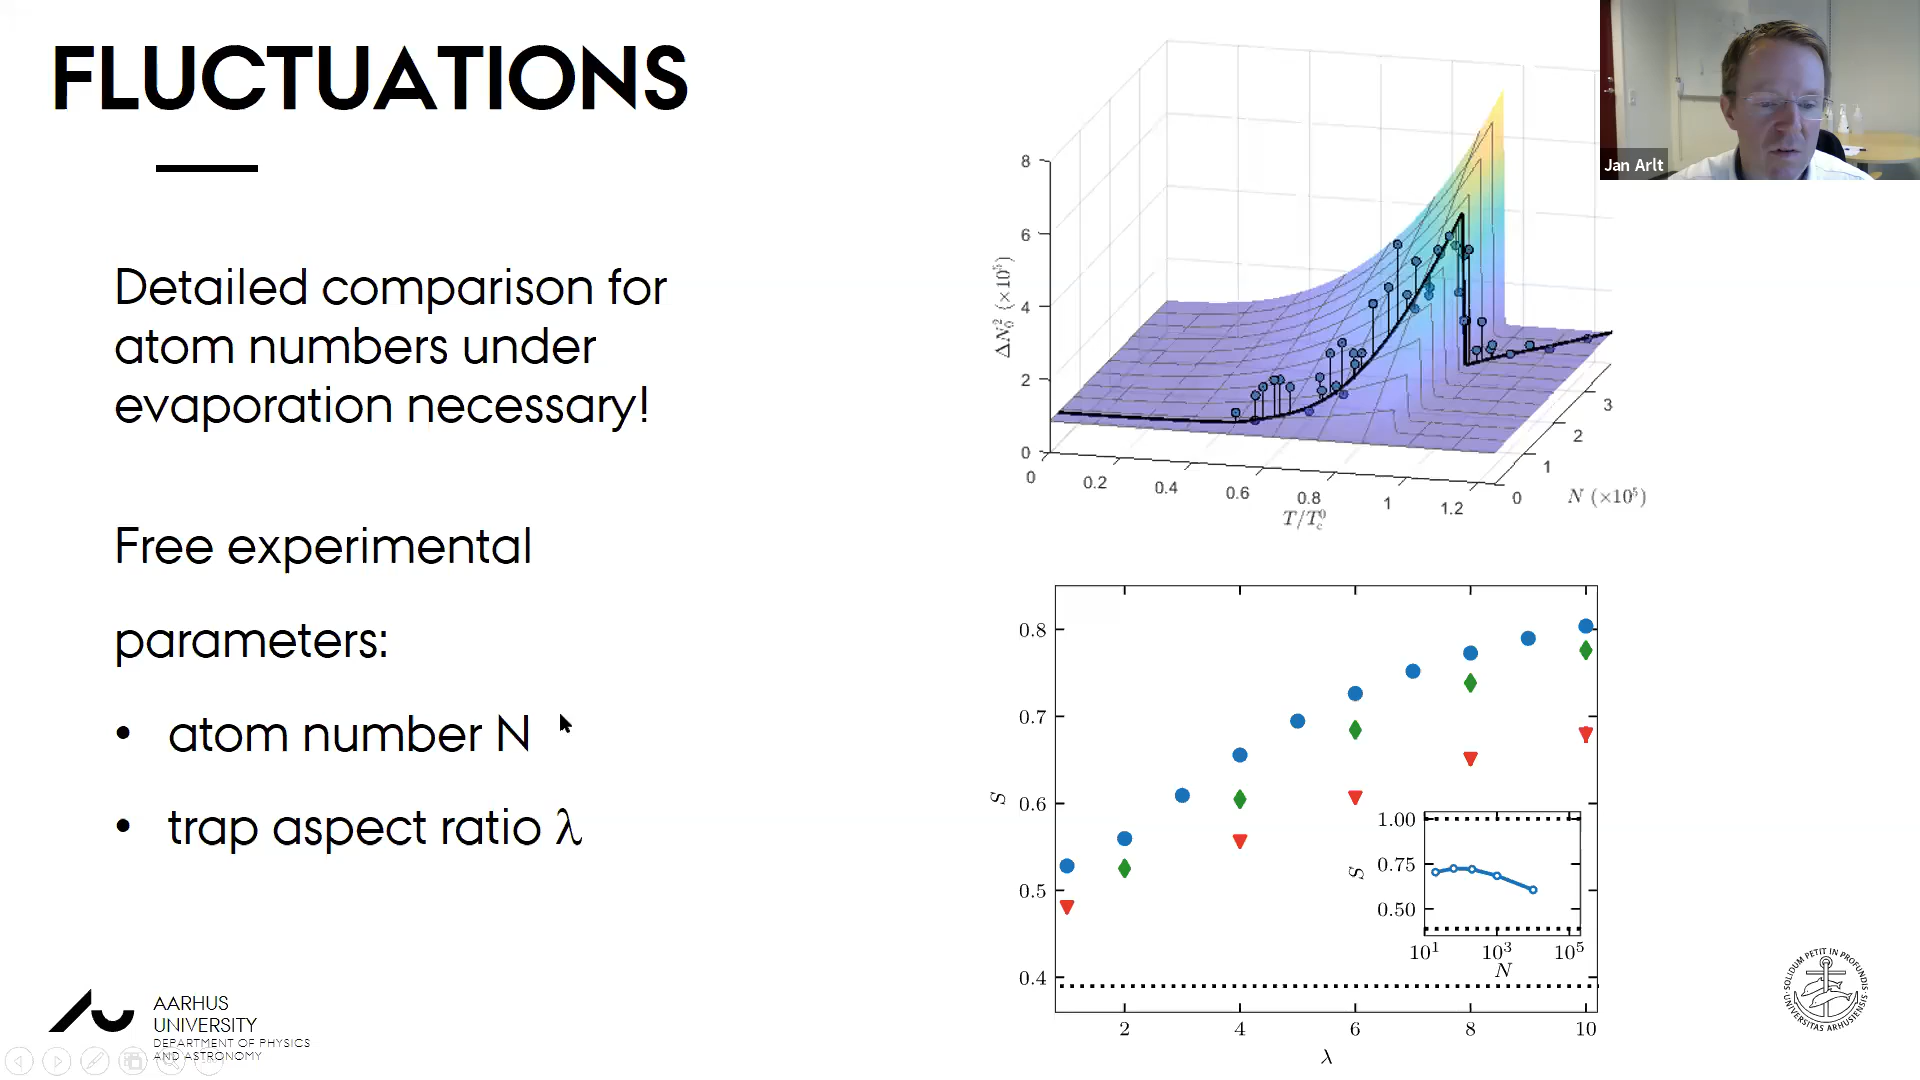 FLUCTUATIONS
Detailed comparison for
atom numbers under
evaporation necessary!
Free experimental
parameters:
• atom number N
• trap aspect ratio λ
AARHUS
UNIVERSITY
DEPARTMENT OF PHYSICS
AND ASTRONOMY
8
6
4
2
0
ΔN₀² (×10⁵)
0
0.2
0.4
0.6
0.8
1
1.2
T/T_c⁰
0
1
2
3
N (×10⁵)
Jan Arlt
0.8
0.7
0.6
0.5
0.4
S
2
4
6
8
10
λ
1.00
0.75
0.50
S
10¹
10³
10⁵
N
SOLIDUM PETIT IN PROFUNDIS
UNIVERSITAS ARHUSIENSIS